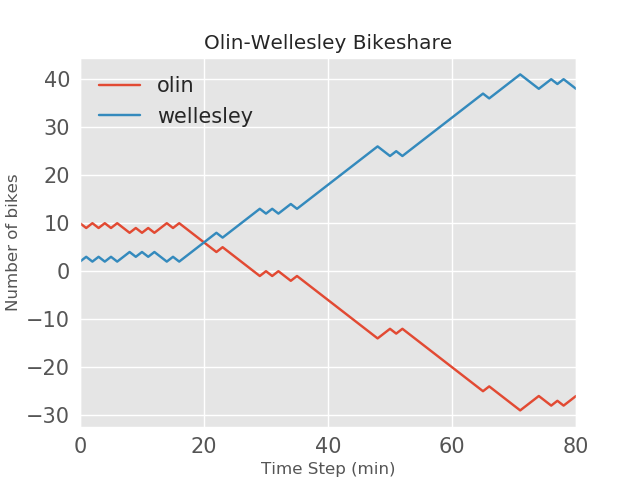 Olin-Wellesley Bikeshare
olin
wellesley
Number of bikes
40
30
20
10
0
−10
−20
−30
0 20 40 60 80
Time Step (min)